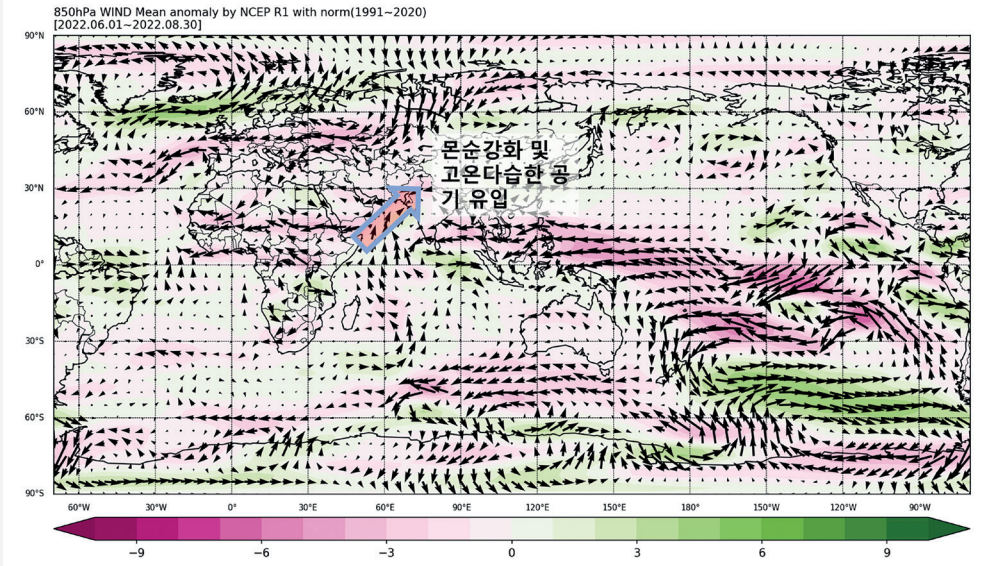 850hPa WIND Mean anomaly by NCEP R1 with norm(1991~2020)
[2022.06.01~2022.08.30]
90°N
60°N
30°N
0°
30°S
60°S
90°S
몬순강화 및
고온다습한 공
기 유입
60°W 30°W 0° 30°E 60°E 90°E 120°E 150°E 180° 150°W 120°W 90°W
−9 −6 −3 0 3 6 9